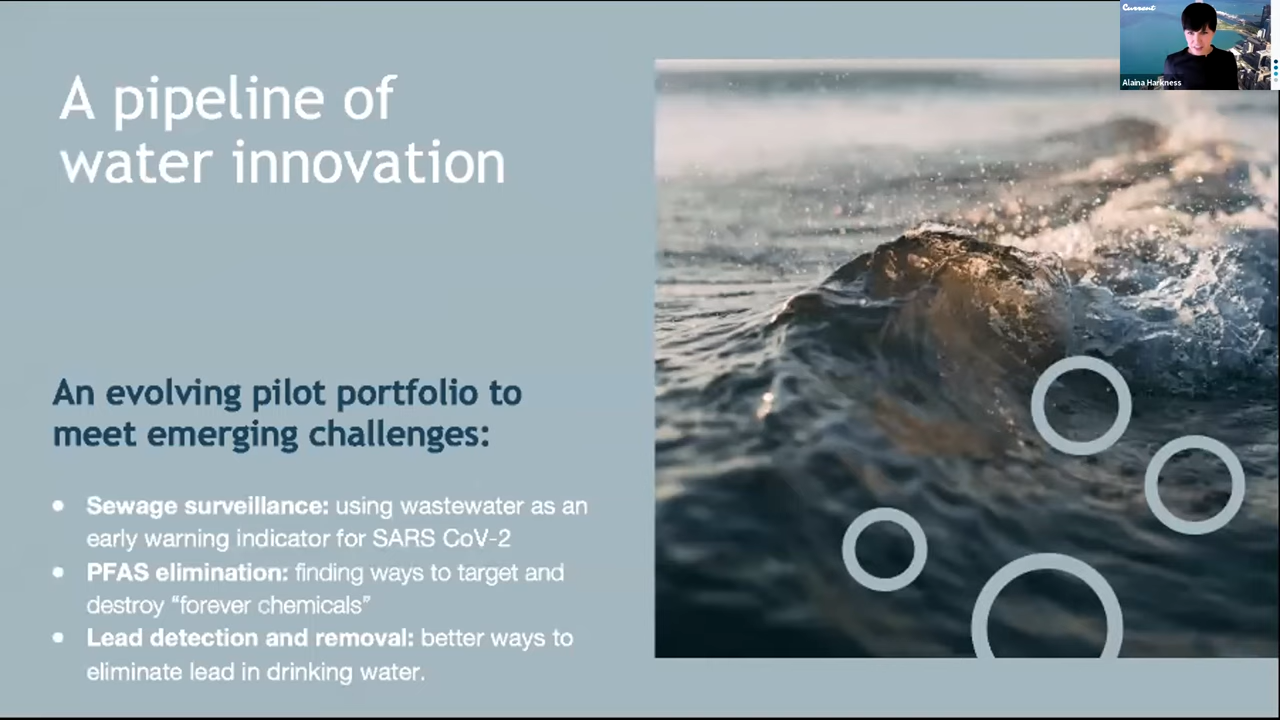 A pipeline of
water innovation
An evolving pilot portfolio to
meet emerging challenges:
• Sewage surveillance: using wastewater as an
early warning indicator for SARS CoV-2
• PFAS elimination: finding ways to target and
destroy “forever chemicals”
• Lead detection and removal: better ways to
eliminate lead in drinking water.
Current
Alaina Harkness